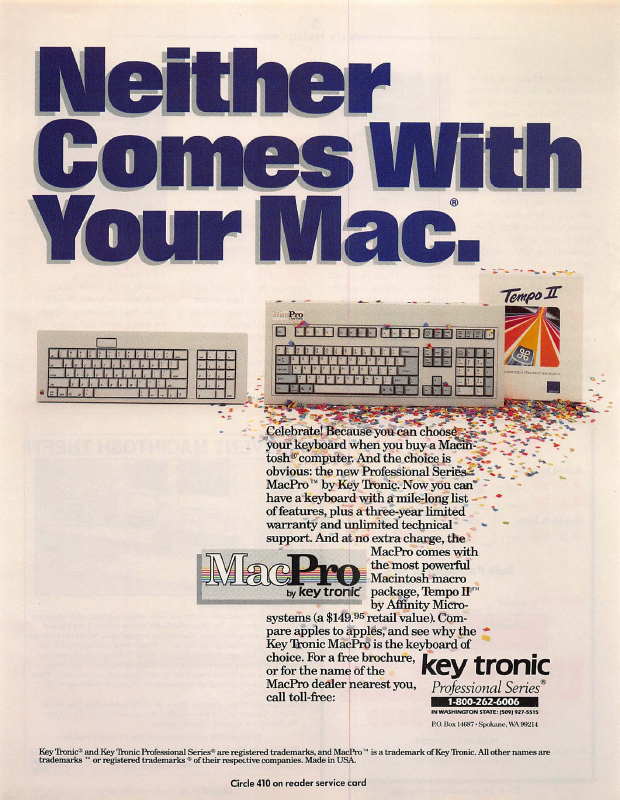 Neither
Comes With
Your Mac.®
MacPro
by key tronic
Tempo II
Celebrate! Because you can choose
your keyboard when you buy a Macin-
tosh® computer. And the choice is
obvious: the new Professional Series
MacPro™ by Key Tronic. Now you can
have a keyboard with a mile-long list
of features, plus a three-year limited
warranty and unlimited technical
support. And at no extra charge, the
MacPro comes with
the most powerful
Macintosh macro
package, Tempo II™
by Affinity Micro-
systems (a $149.95 retail value). Com-
pare apples to apples, and see why the
Key Tronic MacPro is the keyboard of
choice. For a free brochure,
or for the name of the
MacPro dealer nearest you,
call toll-free:
MacPro
by key tronic®
key tronic
Professional Series®
1-800-262-6006
IN WASHINGTON STATE: (509) 927-5515
P.O. Box 14687 • Spokane, WA 99214
Key Tronic® and Key Tronic Professional Series® are registered trademarks, and MacPro™ is a trademark of Key Tronic. All other names are
trademarks ™ or registered trademarks ® of their respective companies. Made in USA.
Circle 410 on reader service card